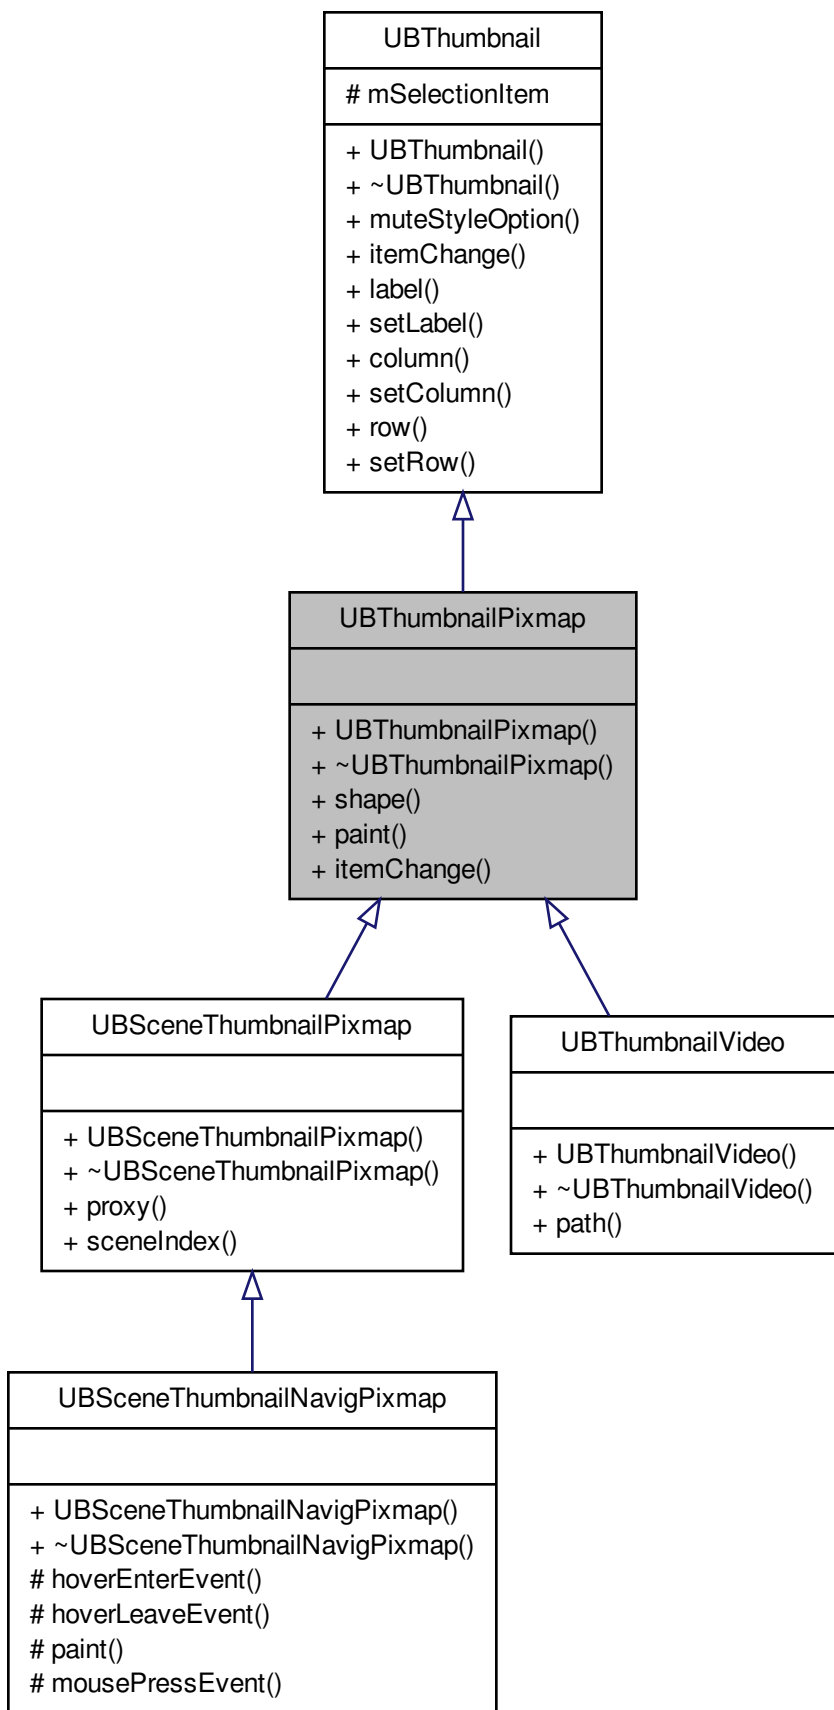 UBThumbnail
# mSelectionItem
+ UBThumbnail()
+ ~UBThumbnail()
+ muteStyleOption()
+ itemChange()
+ label()
+ setLabel()
+ column()
+ setColumn()
+ row()
+ setRow()
UBThumbnailPixmap
+ UBThumbnailPixmap()
+ ~UBThumbnailPixmap()
+ shape()
+ paint()
+ itemChange()
UBSceneThumbnailPixmap
+ UBSceneThumbnailPixmap()
+ ~UBSceneThumbnailPixmap()
+ proxy()
+ sceneIndex()
UBThumbnailVideo
+ UBThumbnailVideo()
+ ~UBThumbnailVideo()
+ path()
UBSceneThumbnailNavigPixmap
+ UBSceneThumbnailNavigPixmap()
+ ~UBSceneThumbnailNavigPixmap()
# hoverEnterEvent()
# hoverLeaveEvent()
# paint()
# mousePressEvent()